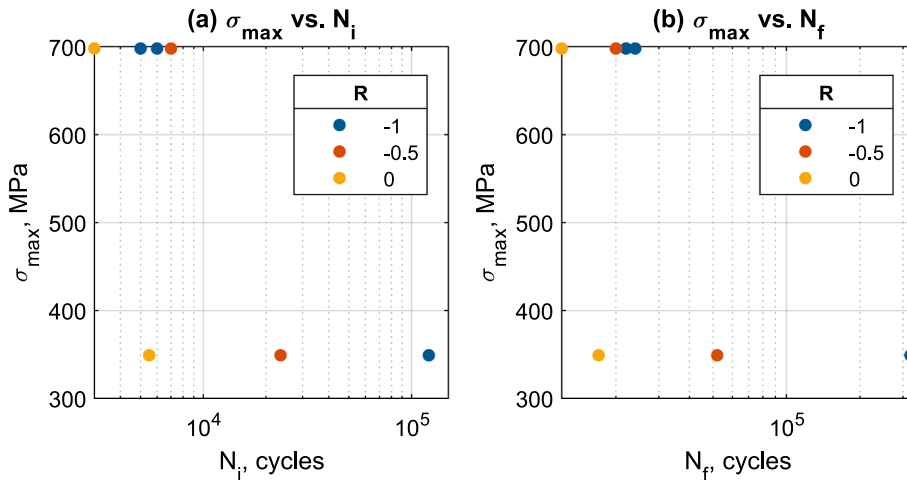 (a) σmax vs. Ni
700
600
500
400
300
σmax, MPa
R
-1
-0.5
0
10^4
10^5
Ni, cycles
(b) σmax vs. Nf
700
600
500
400
300
σmax, MPa
R
-1
-0.5
0
10^5
Nf, cycles